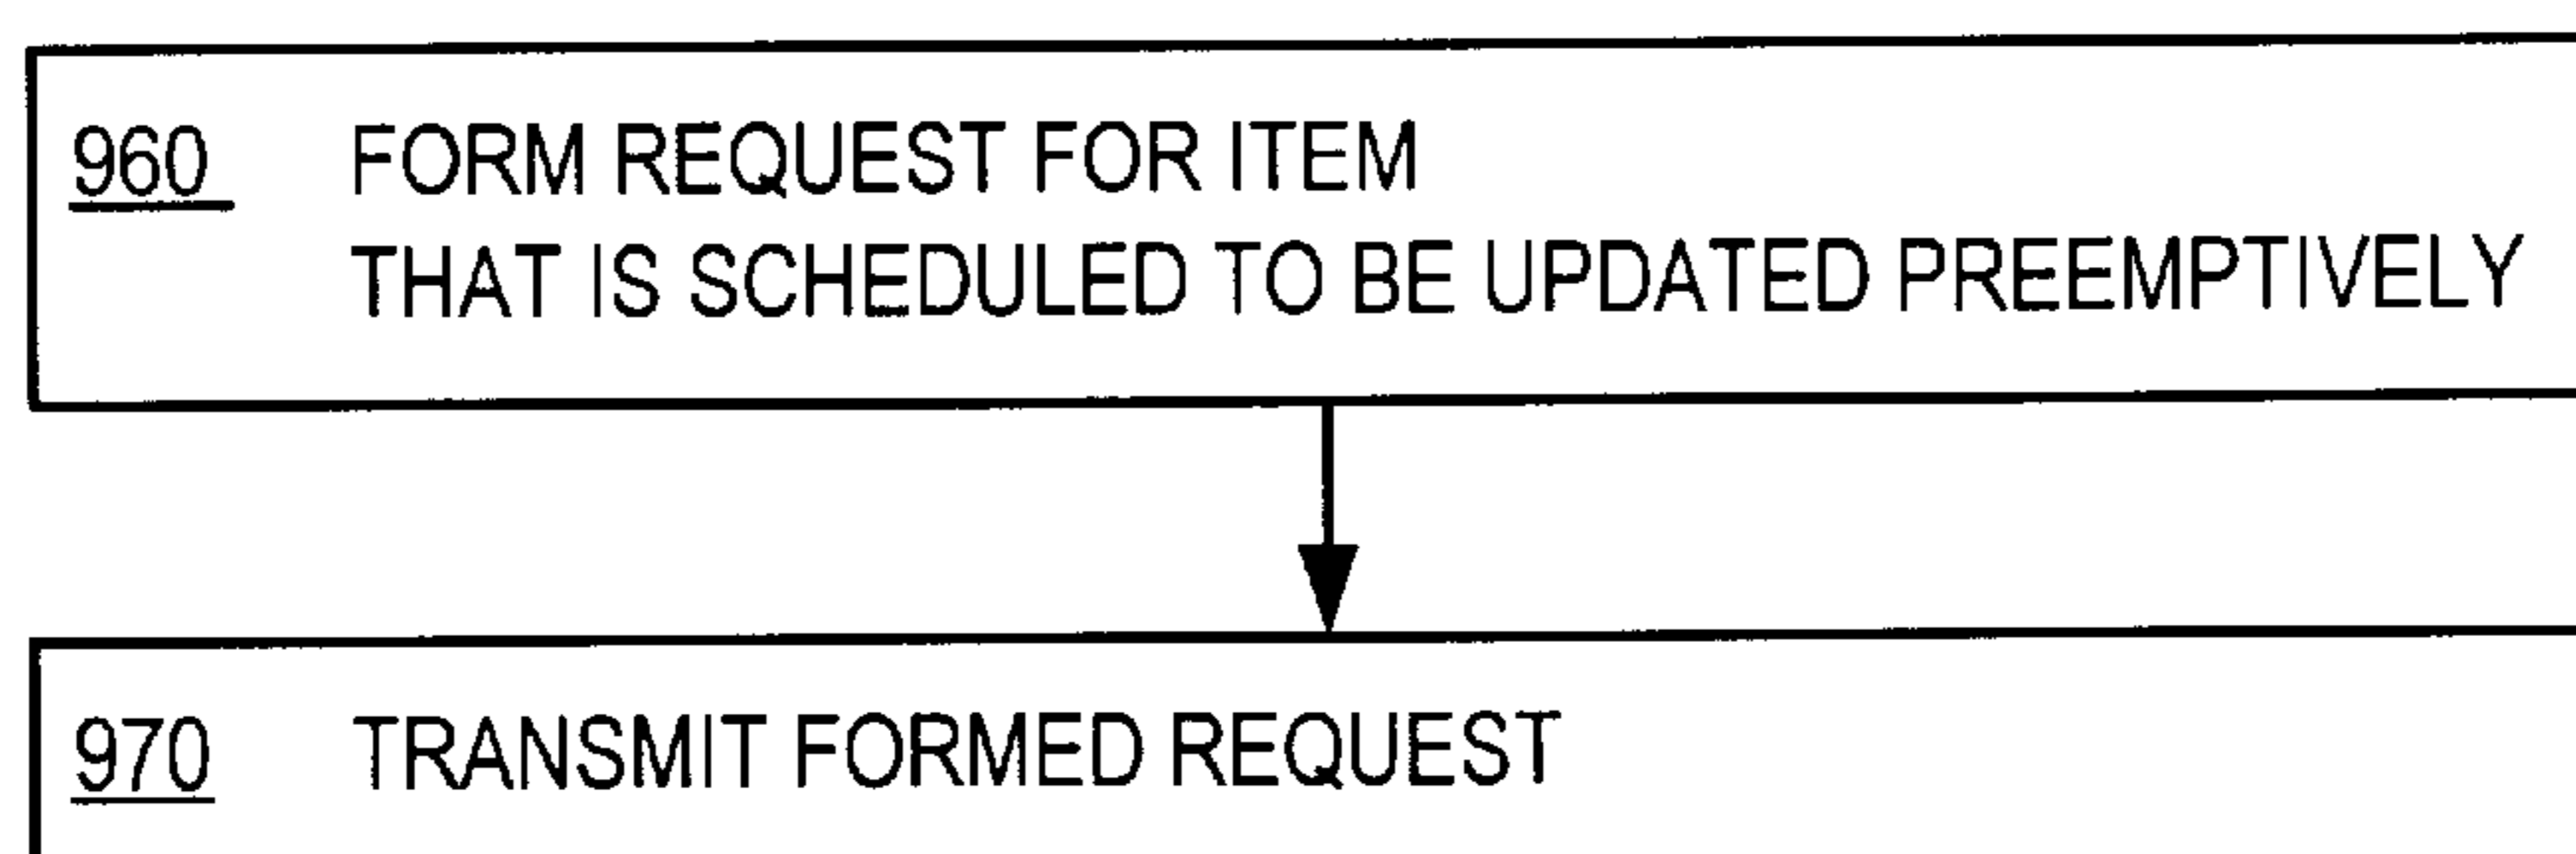 960 FORM REQUEST FOR ITEM
THAT IS SCHEDULED TO BE UPDATED PREEMPTIVELY
970 TRANSMIT FORMED REQUEST